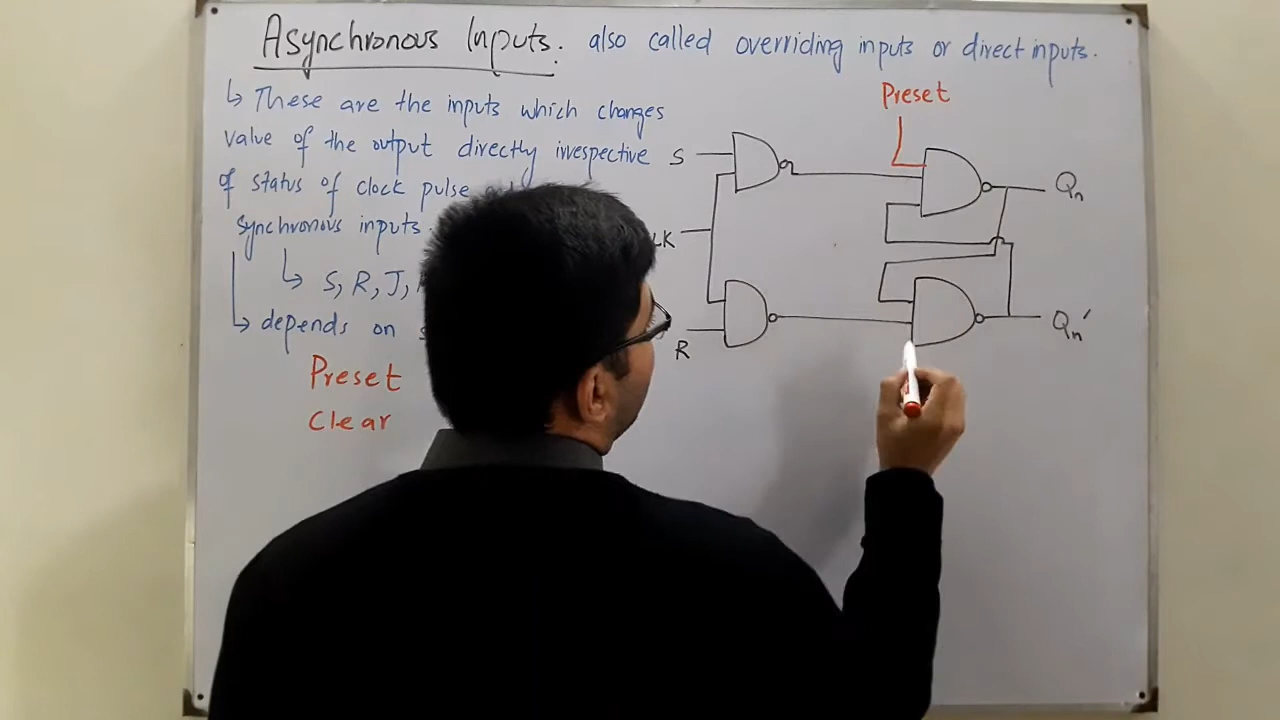 Asynchronous Inputs. also called overriding inputs or direct inputs.
↳ These are the inputs which changes
value of the output directly irrespective
of status of clock pulse
synchronous inputs.
↳ S, R, J,
↳ depends on
Preset
Clear
Preset
S
LK
R
Qn
Qn'